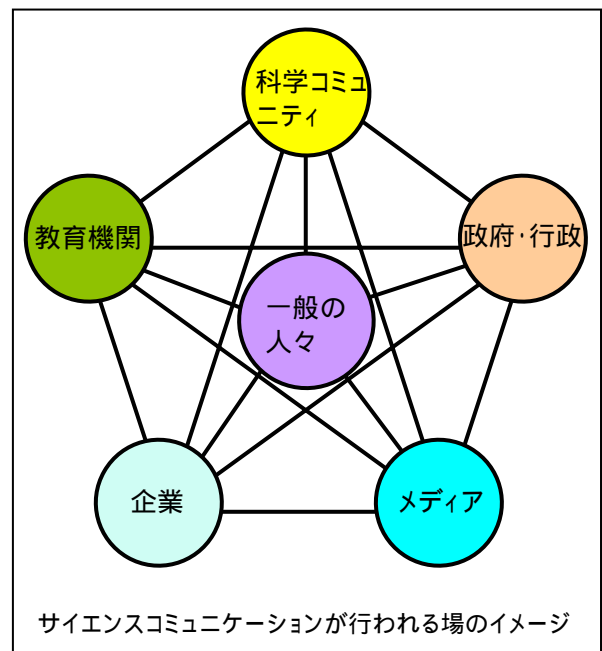 科学コミュ
ニティ
教育機関
政府・行政
一般の
人々
企業
メディア
サイエンスコミュニケーションが行われる場のイメージ